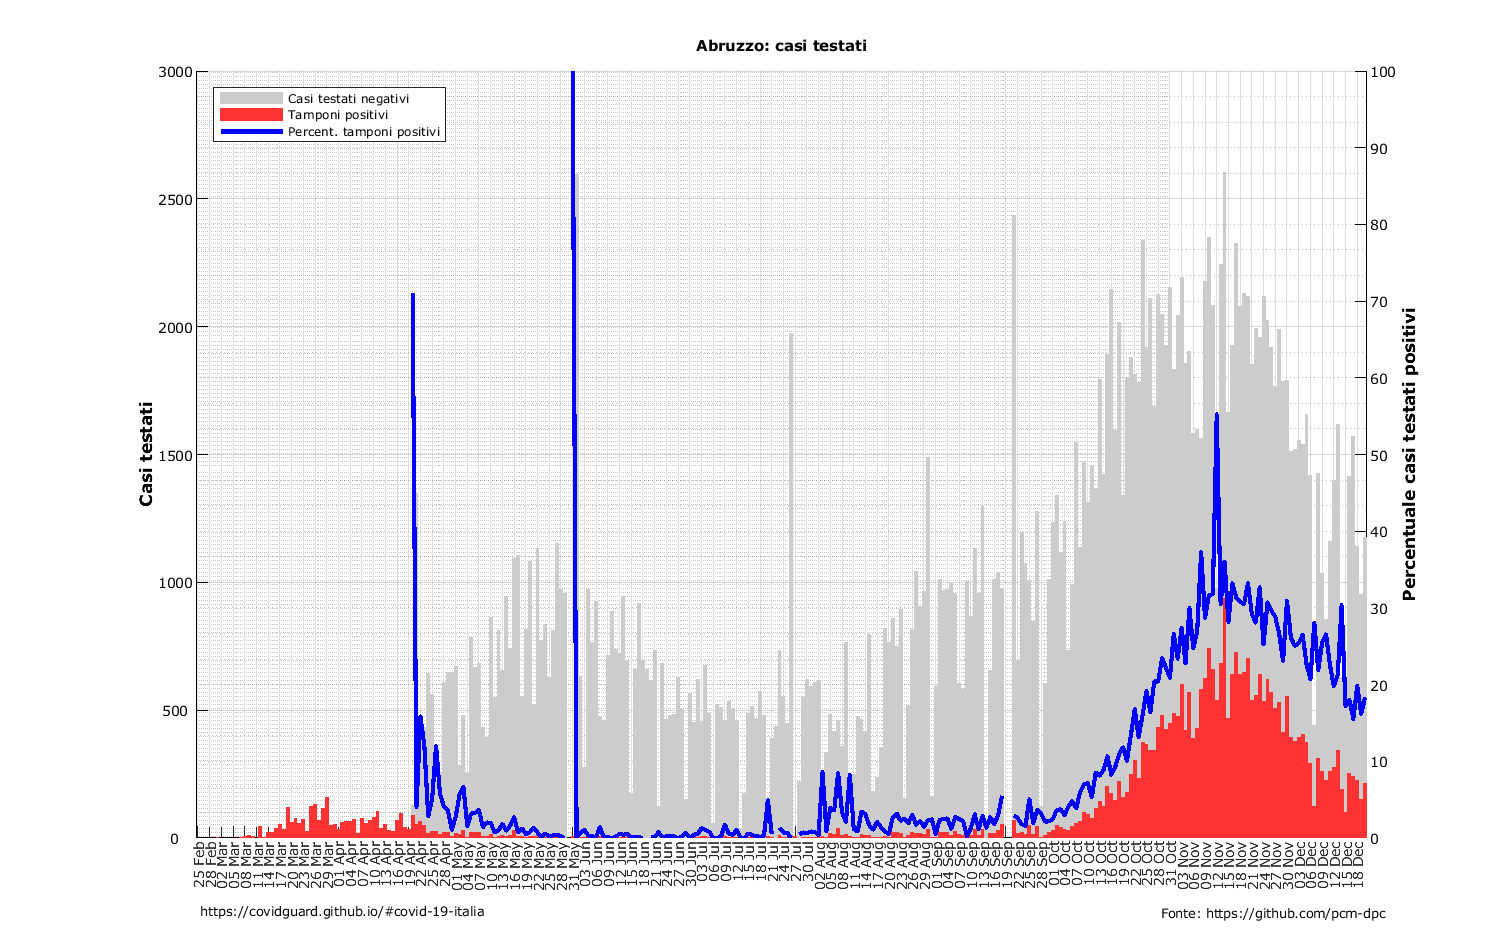 Abruzzo: casi testati
Casi testati negativi
Tamponi positivi
Percent. tamponi positivi
3000
2500
2000
1500
1000
500
0
Casi testati
100
90
80
70
60
50
40
30
20
10
0
Percentuale casi testati positivi
25 Feb
28 Feb
02 Mar
05 Mar
08 Mar
11 Mar
14 Mar
17 Mar
20 Mar
23 Mar
26 Mar
29 Mar
01 Apr
04 Apr
07 Apr
10 Apr
13 Apr
16 Apr
19 Apr
22 Apr
25 Apr
28 Apr
01 May
04 May
07 May
10 May
13 May
16 May
19 May
22 May
25 May
28 May
31 May
03 Jun
06 Jun
09 Jun
12 Jun
15 Jun
18 Jun
21 Jun
24 Jun
27 Jun
30 Jun
03 Jul
06 Jul
09 Jul
12 Jul
15 Jul
18 Jul
21 Jul
24 Jul
27 Jul
30 Jul
02 Aug
05 Aug
08 Aug
11 Aug
14 Aug
17 Aug
20 Aug
23 Aug
26 Aug
29 Aug
01 Sep
04 Sep
07 Sep
10 Sep
13 Sep
16 Sep
19 Sep
22 Sep
25 Sep
28 Sep
01 Oct
04 Oct
07 Oct
10 Oct
13 Oct
16 Oct
19 Oct
22 Oct
25 Oct
28 Oct
31 Oct
03 Nov
06 Nov
09 Nov
12 Nov
15 Nov
18 Nov
21 Nov
24 Nov
27 Nov
30 Nov
03 Dec
06 Dec
09 Dec
12 Dec
15 Dec
18 Dec
https://covidguard.github.io/#covid-19-italia
Fonte: https://github.com/pcm-dpc